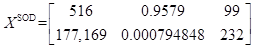 X^SOD = [ 516 0.9579 99
177,169 0.000794848 232 ]